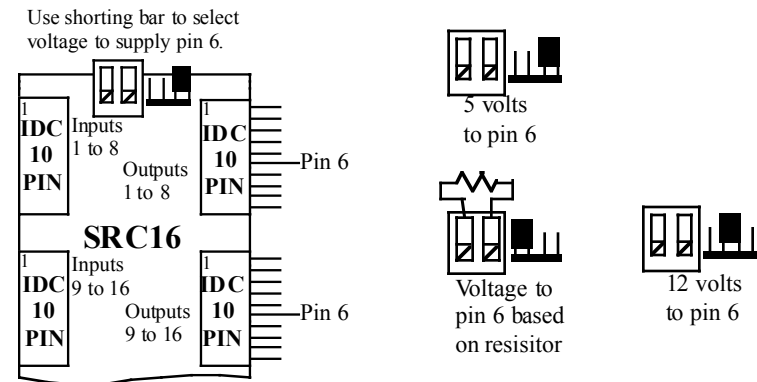 Use shorting bar to select
voltage to supply pin 6.
1
IDC
10
PIN
Inputs
1 to 8
Outputs
1 to 8
1
IDC
10
PIN
Pin 6
SRC16
1
IDC
10
PIN
Inputs
9 to 16
Outputs
9 to 16
1
IDC
10
PIN
Pin 6
5 volts
to pin 6
Voltage to
pin 6 based
on resisitor
12 volts
to pin 6